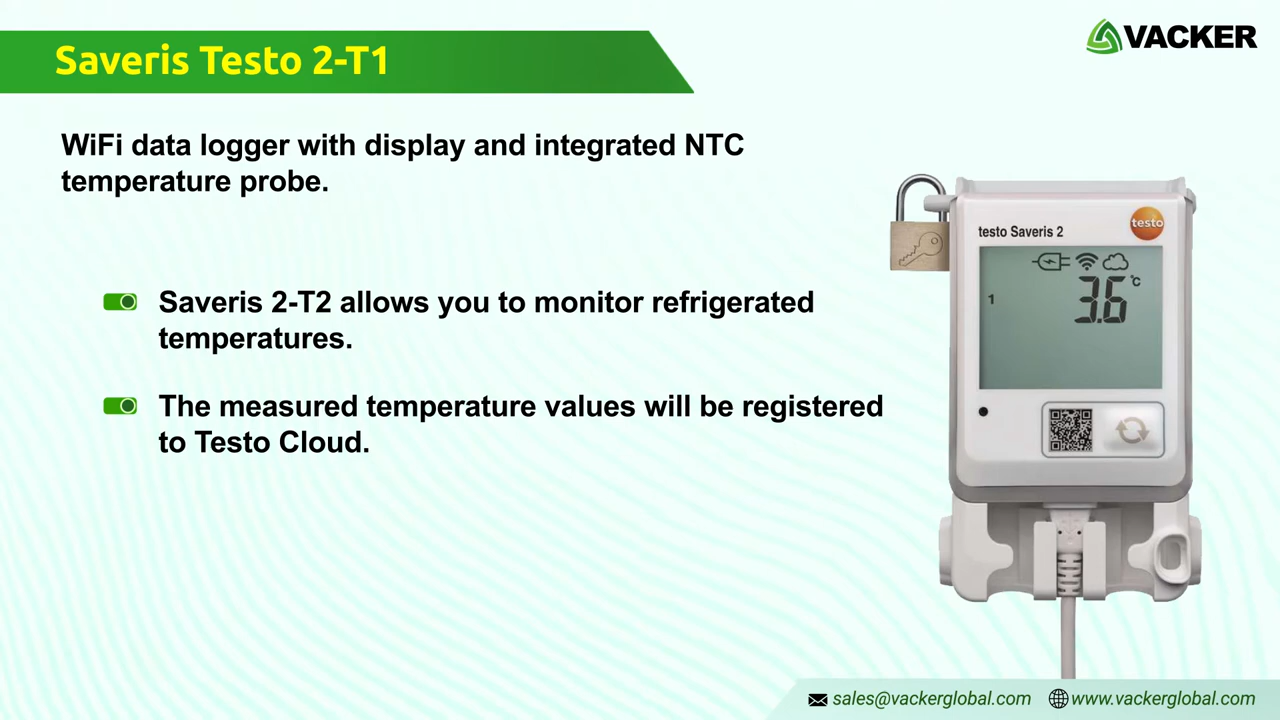 Saveris Testo 2-T1
VACKER
WiFi data logger with display and integrated NTC
temperature probe.
Saveris 2-T2 allows you to monitor refrigerated
temperatures.
The measured temperature values will be registered
to Testo Cloud.
testo Saveris 2
testo
1
3.6 °C
sales@vackerglobal.com
www.vackerglobal.com